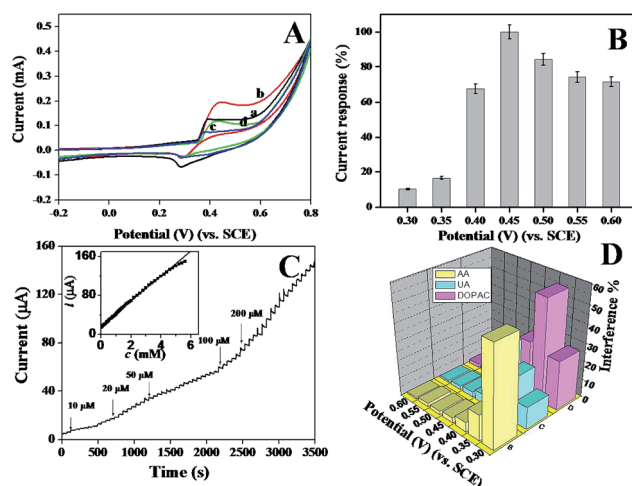 A
Current (mA)
0.5
0.4
0.3
0.2
0.1
0.0
-0.1
-0.2
b
a
c
d
-0.2 0.0 0.2 0.4 0.6 0.8
Potential (V) (vs. SCE)
B
Current response (%)
100
80
60
40
20
0
0.30 0.35 0.40 0.45 0.50 0.55 0.60
Potential (V) (vs. SCE)
C
Current (μA)
160
120
80
40
0
I (μA)
160
80
0
0 2 4 6
c (mM)
10 μM
20 μM
50 μM
100 μM
200 μM
0 500 1000 1500 2000 2500 3000 3500
Time (s)
D
AA
UA
DOPAC
Interference %
60
50
40
30
20
10
0
0.60
0.55
0.50
0.45
0.40
0.35
0.30
Potential (V) (vs. SCE)
B
C
D